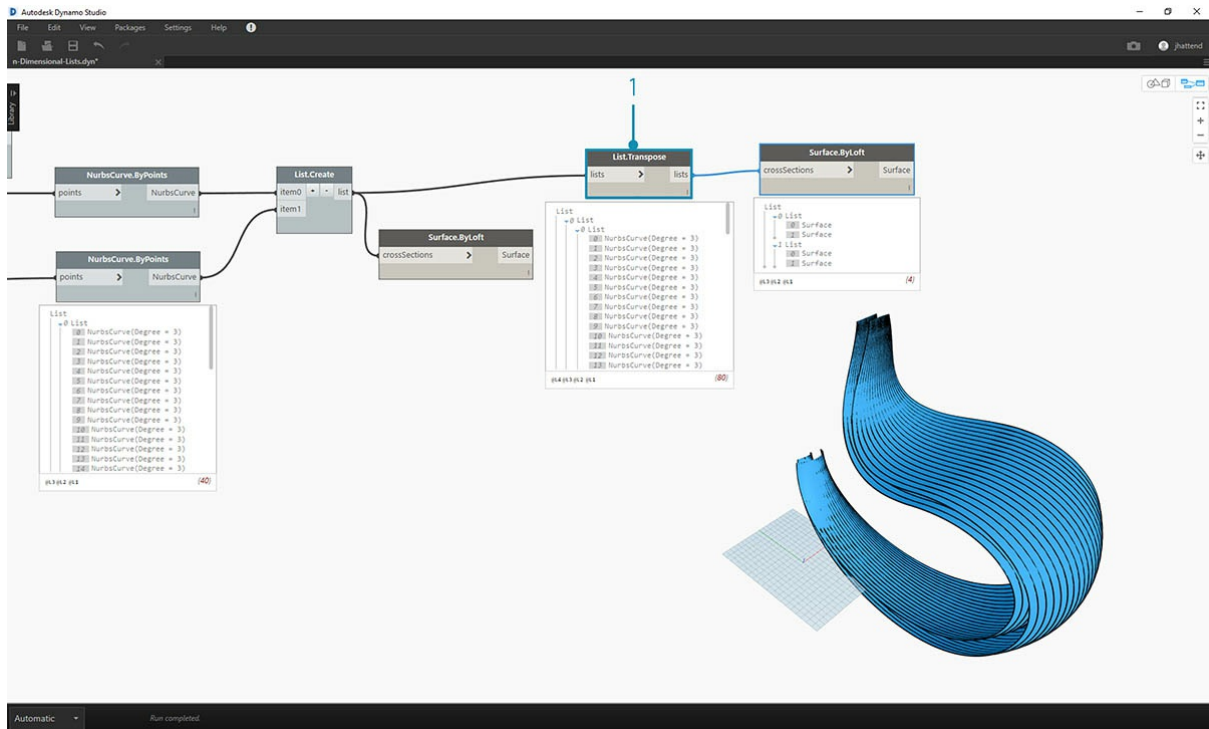 Autodesk Dynamo Studio
File Edit View Packages Settings Help
jhattend
n-Dimensional-Lists.dyn*
Library
1
NurbsCurve.ByPoints
points > NurbsCurve
List.Create
item0 + - list
item1
List.Transpose
lists > lists
Surface.ByLoft
crossSections > Surface
NurbsCurve.ByPoints
points > NurbsCurve
Surface.ByLoft
crossSections > Surface
List
0 List
0 NurbsCurve(Degree = 3)
1 NurbsCurve(Degree = 3)
2 NurbsCurve(Degree = 3)
3 NurbsCurve(Degree = 3)
4 NurbsCurve(Degree = 3)
5 NurbsCurve(Degree = 3)
6 NurbsCurve(Degree = 3)
7 NurbsCurve(Degree = 3)
8 NurbsCurve(Degree = 3)
9 NurbsCurve(Degree = 3)
10 NurbsCurve(Degree = 3)
11 NurbsCurve(Degree = 3)
12 NurbsCurve(Degree = 3)
13 NurbsCurve(Degree = 3)
14 NurbsCurve(Degree = 3)
@L3 @L2 @L1 {40}
List
0 List
0 List
0 NurbsCurve(Degree = 3)
1 NurbsCurve(Degree = 3)
2 NurbsCurve(Degree = 3)
3 NurbsCurve(Degree = 3)
4 NurbsCurve(Degree = 3)
5 NurbsCurve(Degree = 3)
6 NurbsCurve(Degree = 3)
7 NurbsCurve(Degree = 3)
8 NurbsCurve(Degree = 3)
9 NurbsCurve(Degree = 3)
10 NurbsCurve(Degree = 3)
11 NurbsCurve(Degree = 3)
12 NurbsCurve(Degree = 3)
13 NurbsCurve(Degree = 3)
@L4 @L3 @L2 @L1 {80}
List
0 List
0 Surface
1 Surface
1 List
0 Surface
1 Surface
@L3 @L2 @L1 {4}
Automatic
Run completed.